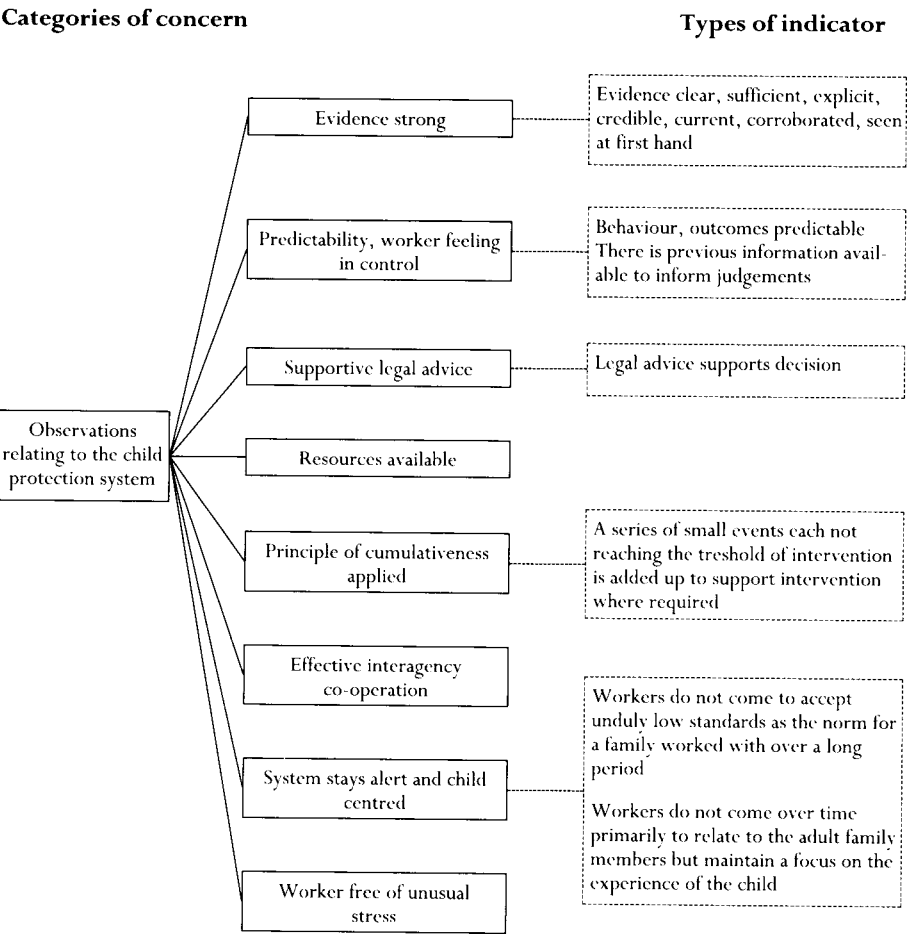 Categories of concern
Types of indicator
Evidence strong
Evidence clear, sufficient, explicit,
credible, current, corroborated, seen
at first hand
Predictability, worker feeling
in control
Behaviour, outcomes predictable
There is previous information avail-
able to inform judgements
Supportive legal advice
Legal advice supports decision
Observations
relating to the child
protection system
Resources available
Principle of cumulativeness
applied
A series of small events each not
reaching the treshold of intervention
is added up to support intervention
where required
Effective interagency
co-operation
System stays alert and child
centred
Workers do not come to accept
unduly low standards as the norm for
a family worked with over a long
period
Workers do not come over time
primarily to relate to the adult family
members but maintain a focus on the
experience of the child
Worker free of unusual
stress